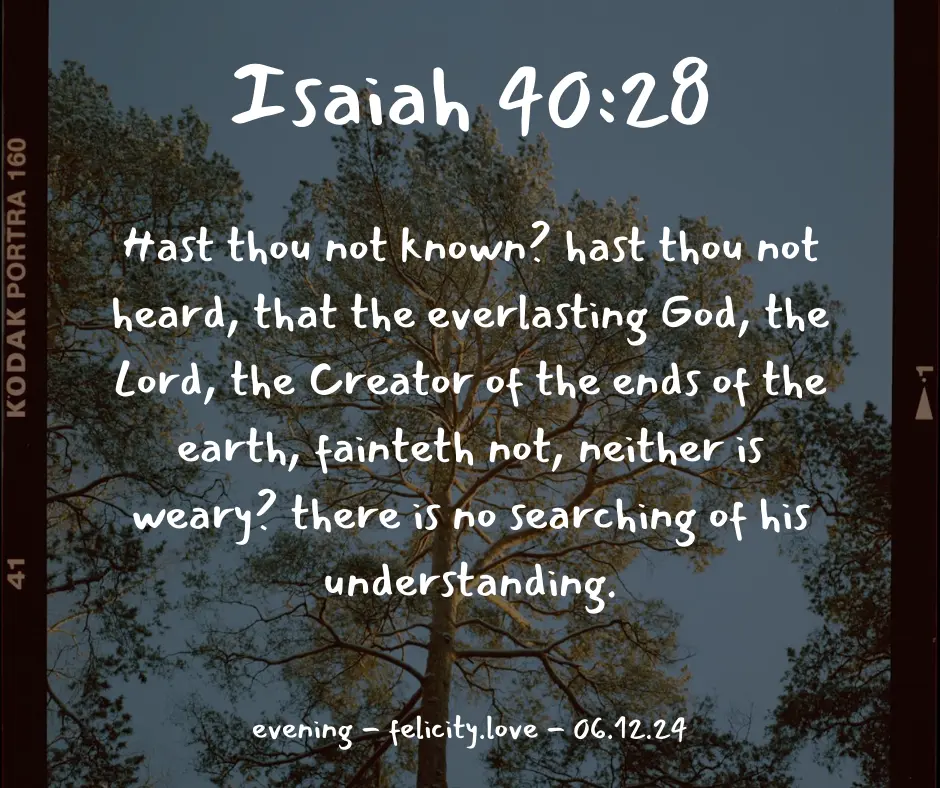 Isaiah 40:28
Hast thou not known? hast thou not
heard, that the everlasting God, the
Lord, the Creator of the ends of the
earth, fainteth not, neither is
weary? there is no searching of his
understanding.
evening – felicity.love – 06.12.24
KODAK PORTRA 160
41
1